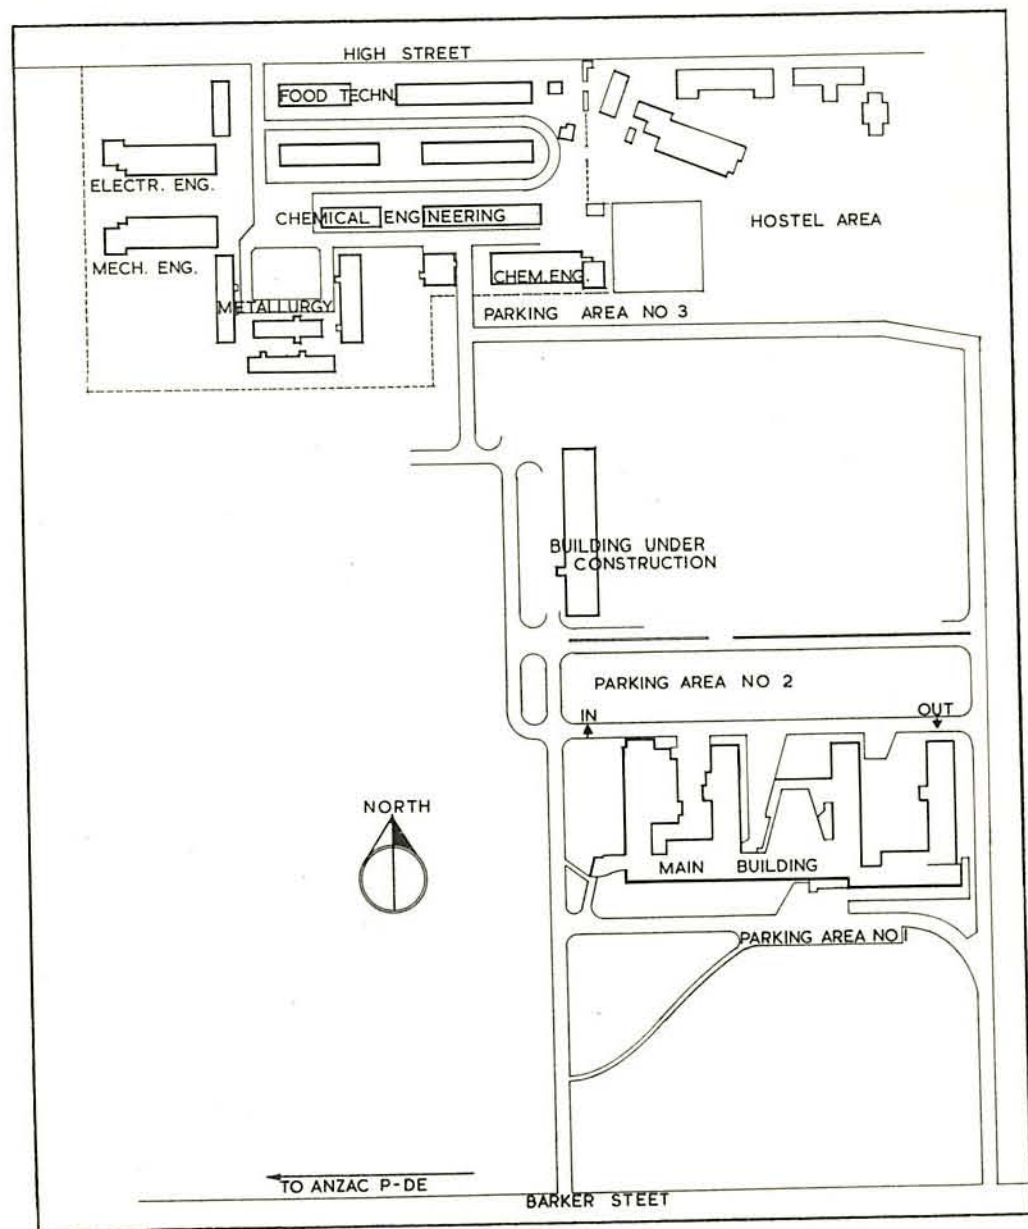 HIGH STREET
FOOD TECHN.
ELECTR. ENG.
CHEMICAL ENGINEERING
HOSTEL AREA
MECH. ENG.
CHEM. ENG.
METALLURGY
PARKING AREA NO 3
BUILDING UNDER
CONSTRUCTION
PARKING AREA NO 2
IN
OUT
NORTH
MAIN BUILDING
PARKING AREA NO 1
TO ANZAC P-DE
BARKER STEET